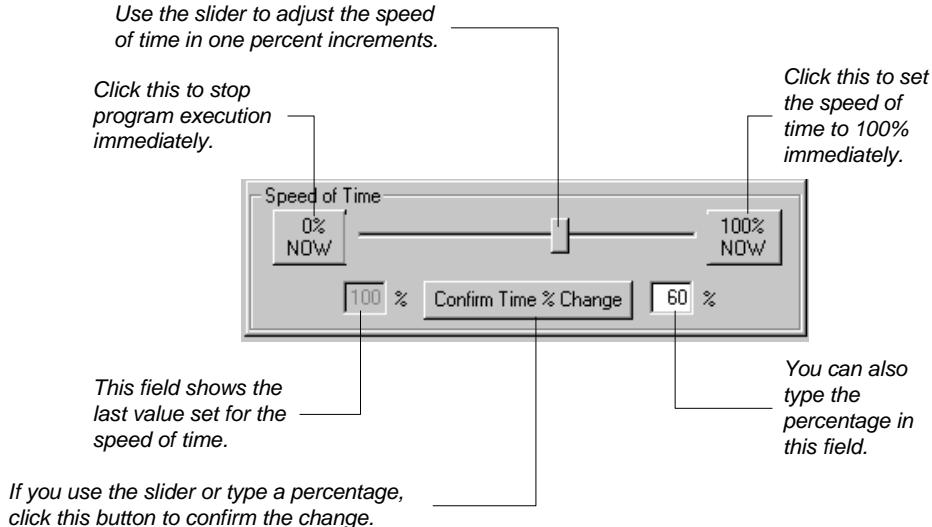 Use the slider to adjust the speed
of time in one percent increments.
Click this to stop
program execution
immediately.
Click this to set
the speed of
time to 100%
immediately.
Speed of Time
0%
NOW
100%
NOW
100 %
Confirm Time % Change
60 %
This field shows the
last value set for the
speed of time.
You can also
type the
percentage in
this field.
If you use the slider or type a percentage,
click this button to confirm the change.